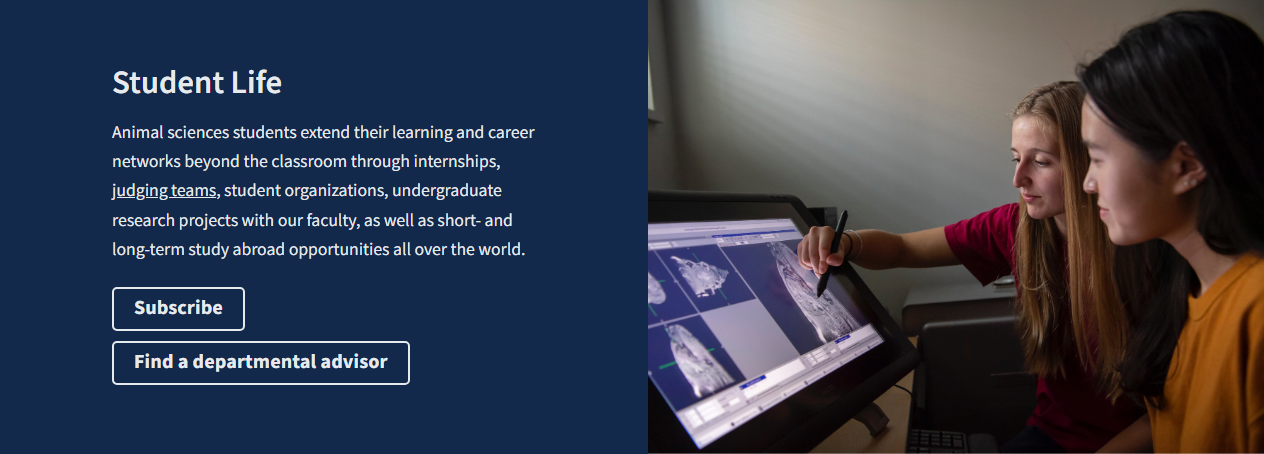 Student Life
Animal sciences students extend their learning and career
networks beyond the classroom through internships,
judging teams, student organizations, undergraduate
research projects with our faculty, as well as short- and
long-term study abroad opportunities all over the world.
Subscribe
Find a departmental advisor